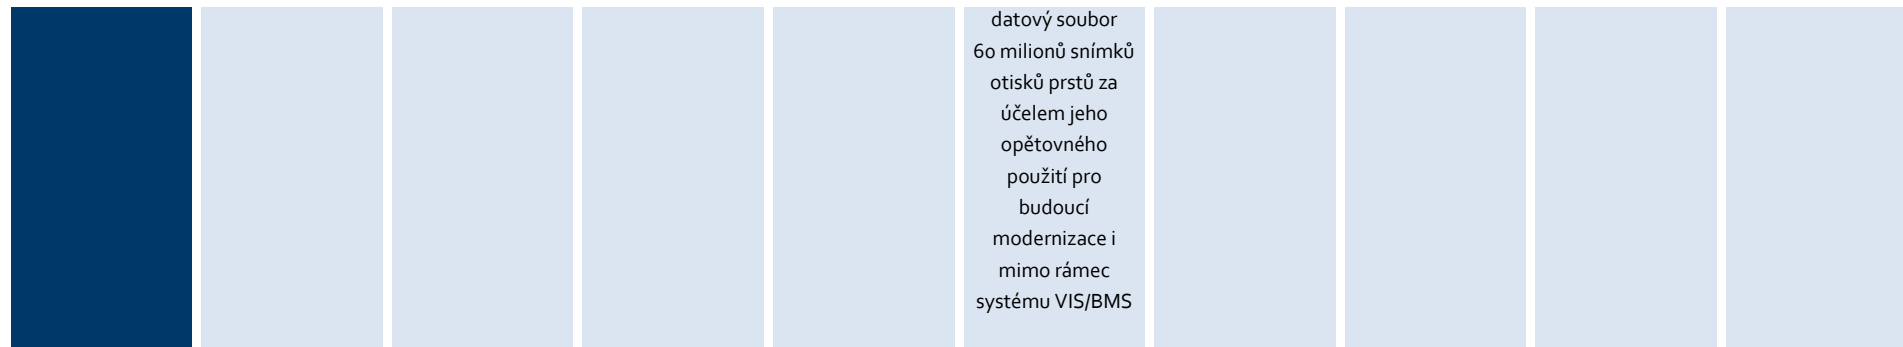 datový soubor
60 milionů snímků
otisků prstů za
účelem jeho
opětovného
použití pro
budoucí
modernizace i
mimo rámec
systému VIS/BMS